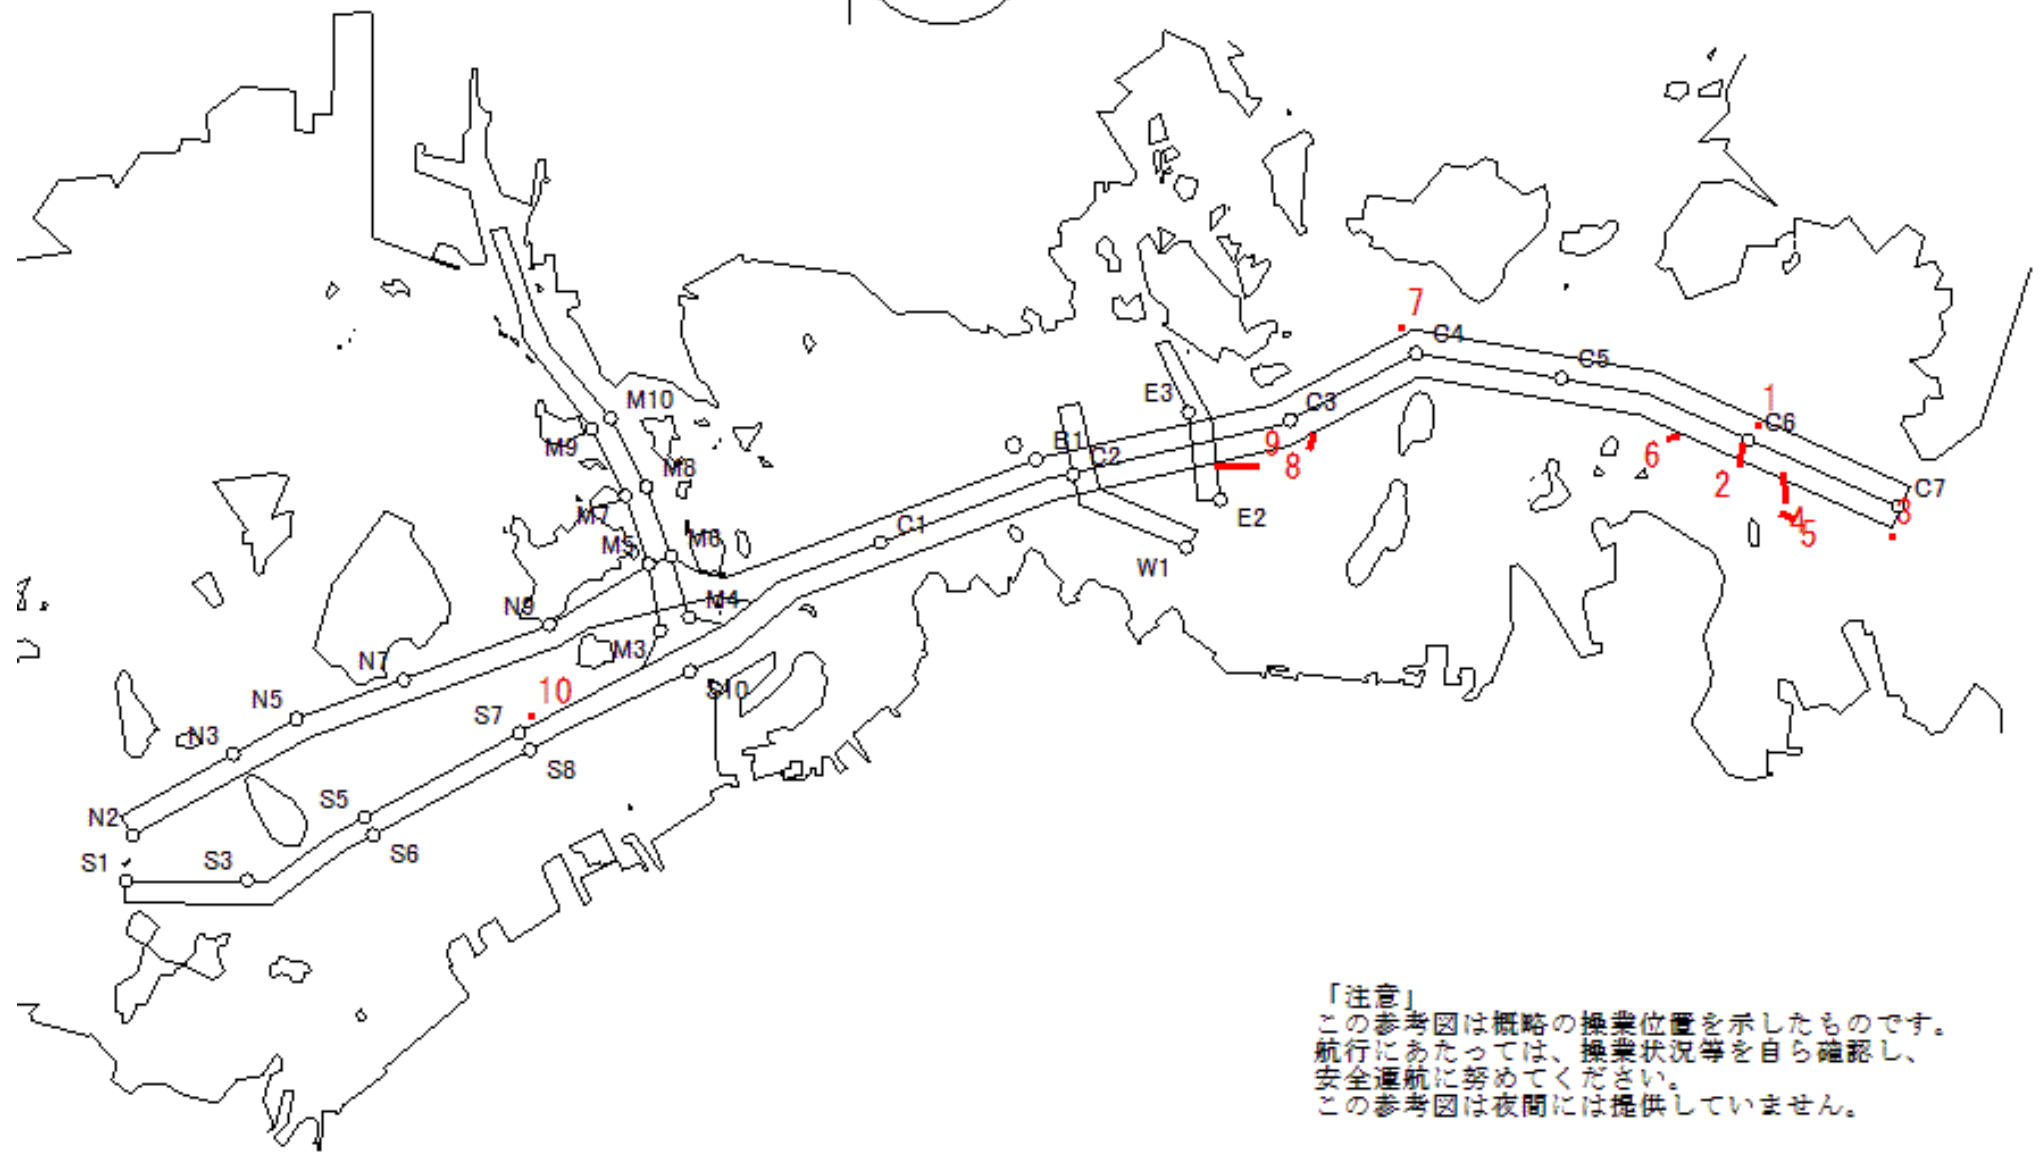 7
C4
C5
1
C6
E3
C3
M10
B1
9
8
6
M9
C2
M8
2
C7
3
E2
4
M7
C1
5
M5
M6
W1
N9
M4
M3
N7
10
S10
N5
S7
N3
S8
S5
N2
S6
S1
S3
「注意」
この参考図は概略の操業位置を示したものです。
航行にあたっては、操業状況等を自ら確認し、
安全運航に努めてください。
この参考図は夜間には提供していません。